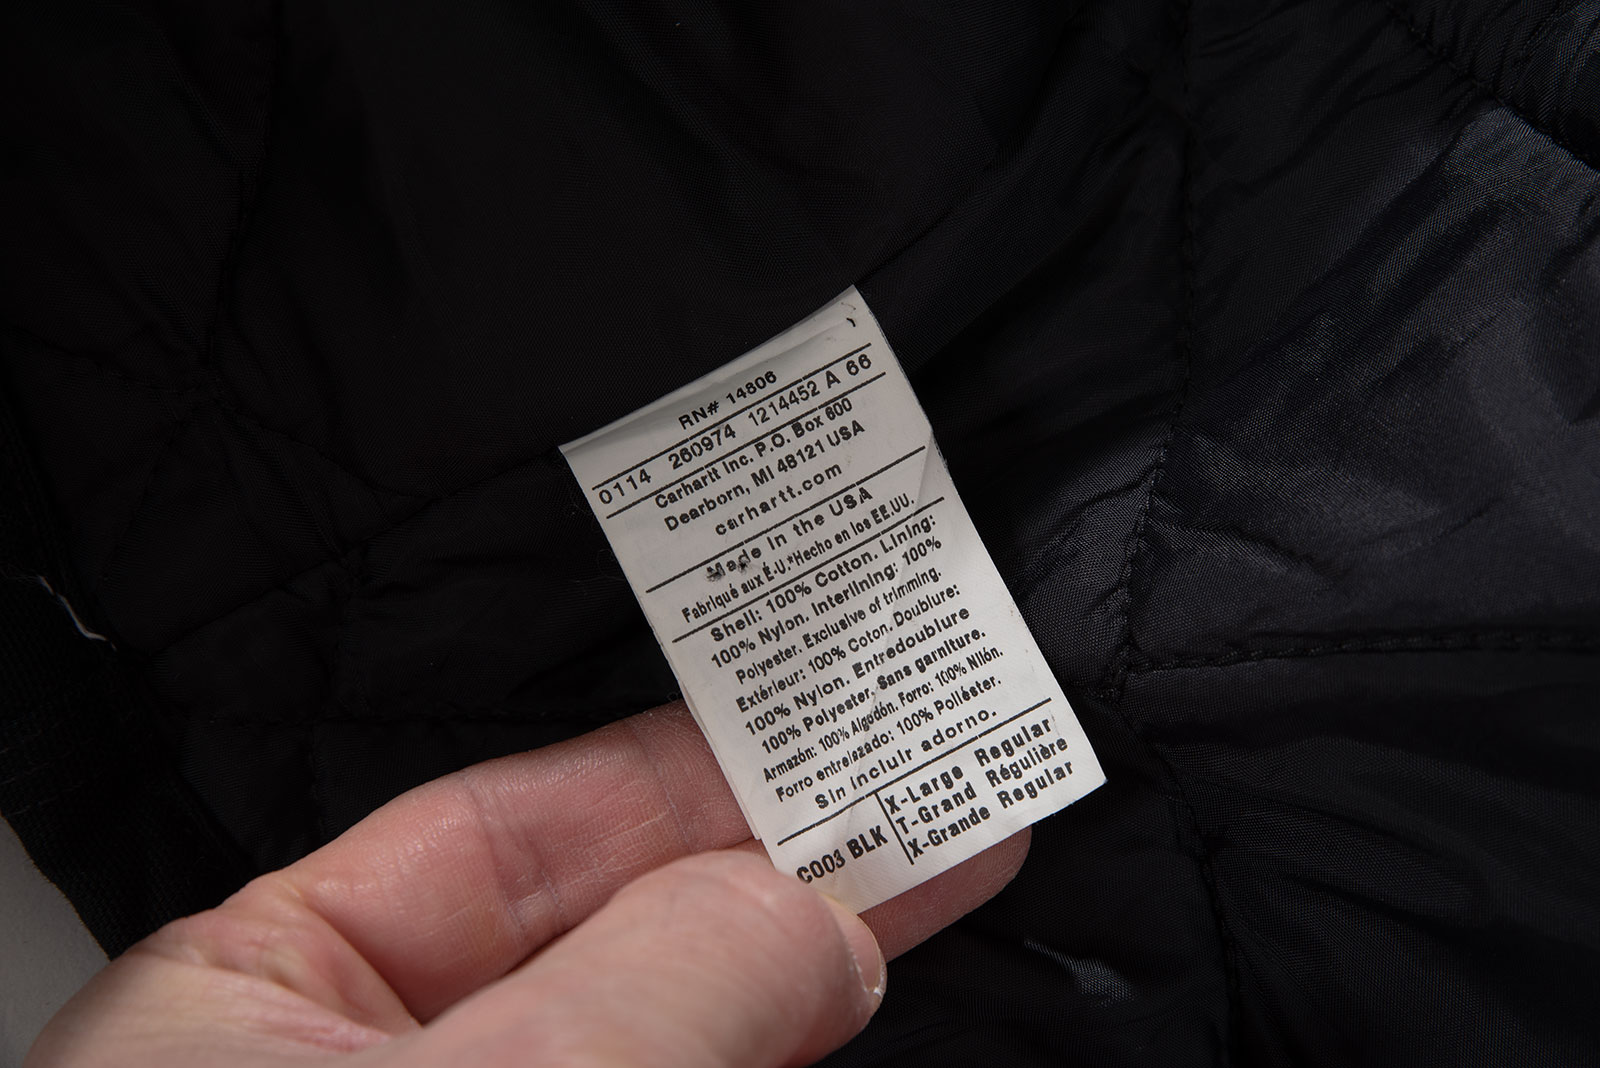 RN# 14806
0114 260974 1214452 A 66
Carhartt Inc. P.O. Box 600
Dearborn, MI 48121 USA
carhartt.com
Made in the USA
Fabriqué aux É.U.*Hecho en los EE.UU.
Shell: 100% Cotton. Lining:
100% Nylon. Interlining: 100%
Polyester. Exclusive of trimming.
Extérieur: 100% Coton. Doublure:
100% Nylon. Entredoublure
100% Polyester. Sans garniture.
Armazón: 100% Algodón. Forro: 100% Nilón.
Forro entrelazado: 100% Poliéster.
Sin incluir adorno.
C003 BLK
X-Large Regular
T-Grand Régulière
X-Grande Regular